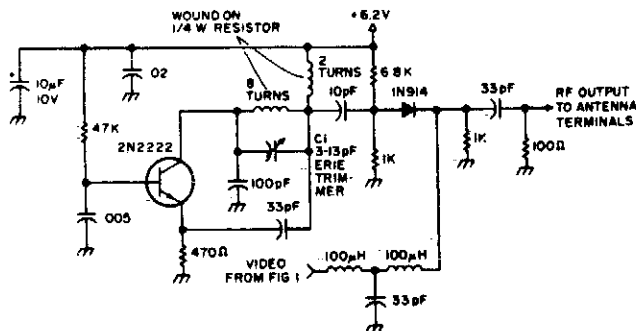 WOUND ON
1/4 W RESISTOR
+6.2V
+
10µF
10V
02
8
TURNS
2
TURNS
6 8K
10pF
1N914
33pF
RF OUTPUT
TO ANTENNA
TERMINALS
47K
2N2222
C1
3-13pF
ERIE
TRIM-
MER
1K
1K
100Ω
100pF
005
33pF
470Ω
100µH
100µH
VIDEO
FROM FIG 1
33pF